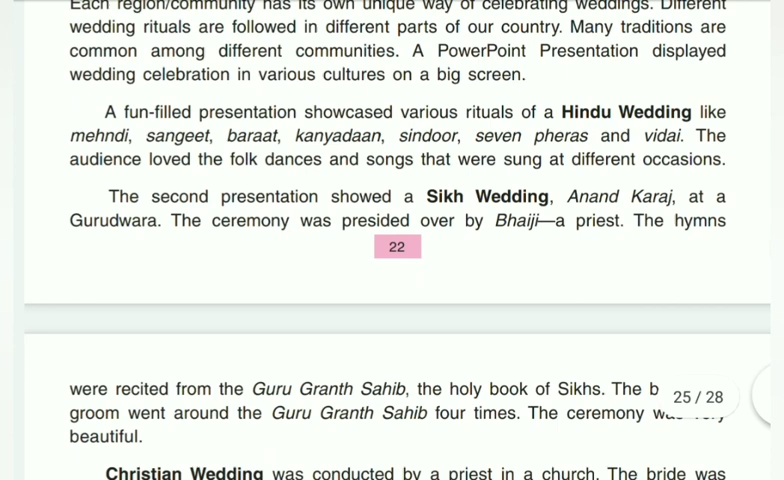 Each region/community has its own unique way of celebrating weddings. Different
wedding rituals are followed in different parts of our country. Many traditions are
common among different communities. A PowerPoint Presentation displayed
wedding celebration in various cultures on a big screen.
A fun-filled presentation showcased various rituals of a Hindu Wedding like
mehndi, sangeet, baraat, kanyadaan, sindoor, seven pheras and vidai. The
audience loved the folk dances and songs that were sung at different occasions.
The second presentation showed a Sikh Wedding, Anand Karaj, at a
Gurudwara. The ceremony was presided over by Bhaiji—a priest. The hymns
22
were recited from the Guru Granth Sahib, the holy book of Sikhs. The
25 / 28
groom went around the Guru Granth Sahib four times. The ceremony
beautiful.
Christian Wedding was conducted by a priest in a church. The bride was